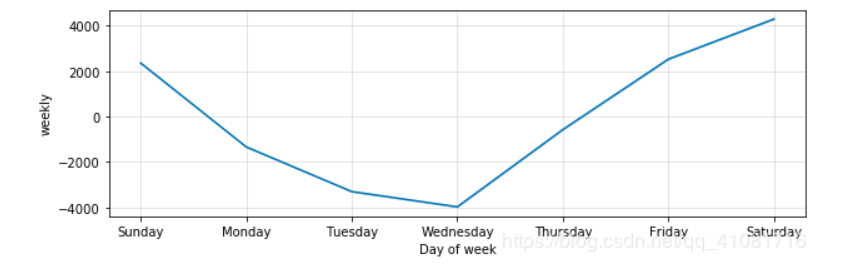 4000
2000
0
−2000
−4000
weekly
Sunday Monday Tuesday Wednesday Thursday Friday Saturday
Day of week
https://blog.csdn.net/qq_41081716